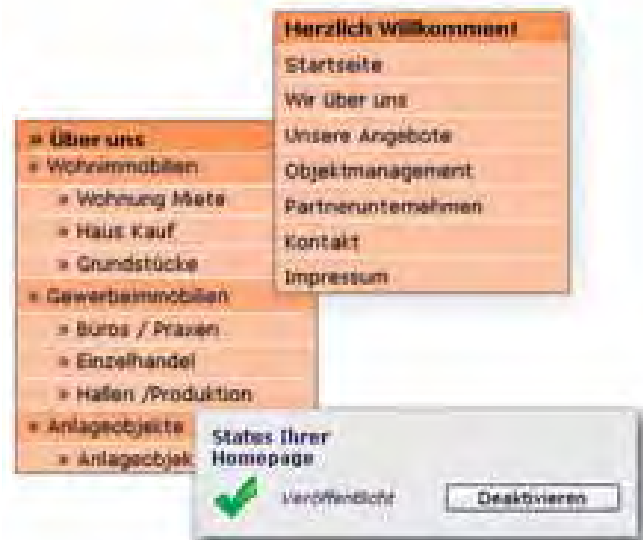 Herzlich Willkommen!
Startseite
Wir über uns
Unsere Angebote
Objektmanagement
Partnerunternehmen
Kontakt
Impressum
» Über uns
» Wohnimmobilien
» Wohnung Miete
» Haus Kauf
» Grundstücke
» Gewerbeimmobilien
» Büros / Praxen
» Einzelhandel
» Hallen /Produktion
» Anlageobjekte
» Anlageobjek
Status Ihrer
Homepage
Veröffentlicht
Deaktivieren